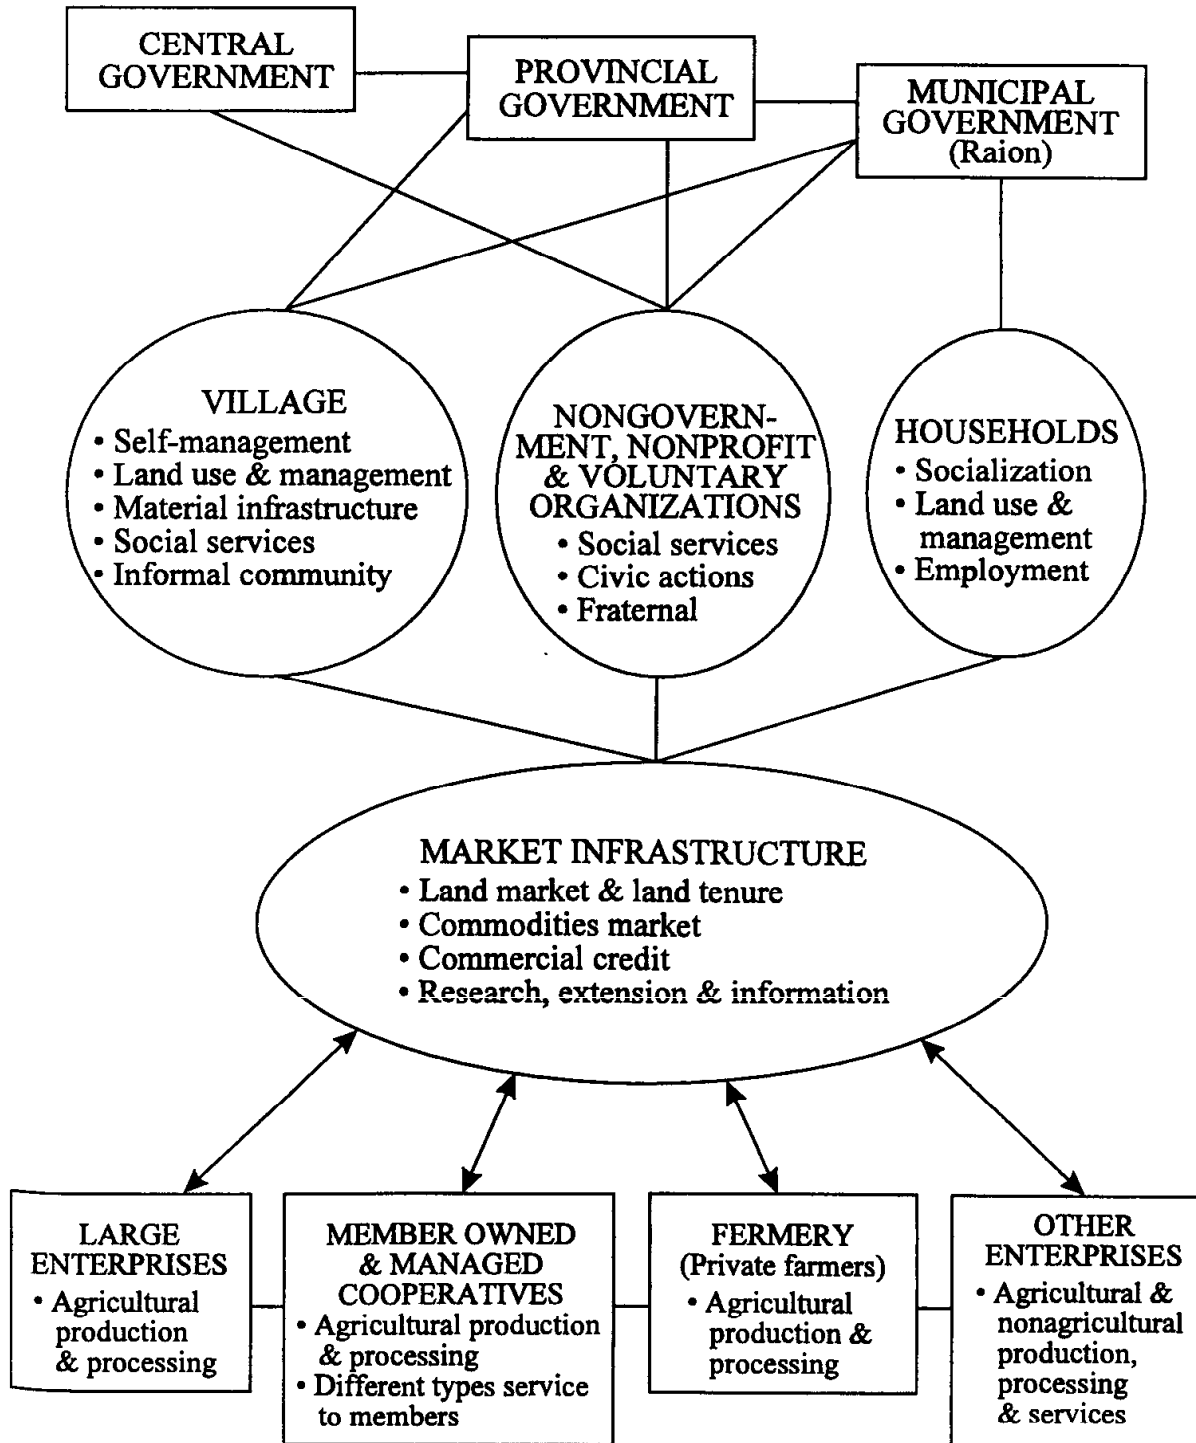 CENTRAL
GOVERNMENT
PROVINCIAL
GOVERNMENT
MUNICIPAL
GOVERNMENT
(Raion)
VILLAGE
• Self-management
• Land use & management
• Material infrastructure
• Social services
• Informal community
NONGOVERN-
MENT, NONPROFIT
& VOLUNTARY
ORGANIZATIONS
• Social services
• Civic actions
• Fraternal
HOUSEHOLDS
• Socialization
• Land use &
management
• Employment
MARKET INFRASTRUCTURE
• Land market & land tenure
• Commodities market
• Commercial credit
• Research, extension & information
LARGE
ENTERPRISES
• Agricultural
production
& processing
MEMBER OWNED
& MANAGED
COOPERATIVES
• Agricultural production
& processing
• Different types service
to members
FERMERY
(Private farmers)
• Agricultural
production &
processing
OTHER
ENTERPRISES
• Agricultural &
nonagricultural
production,
processing
& services